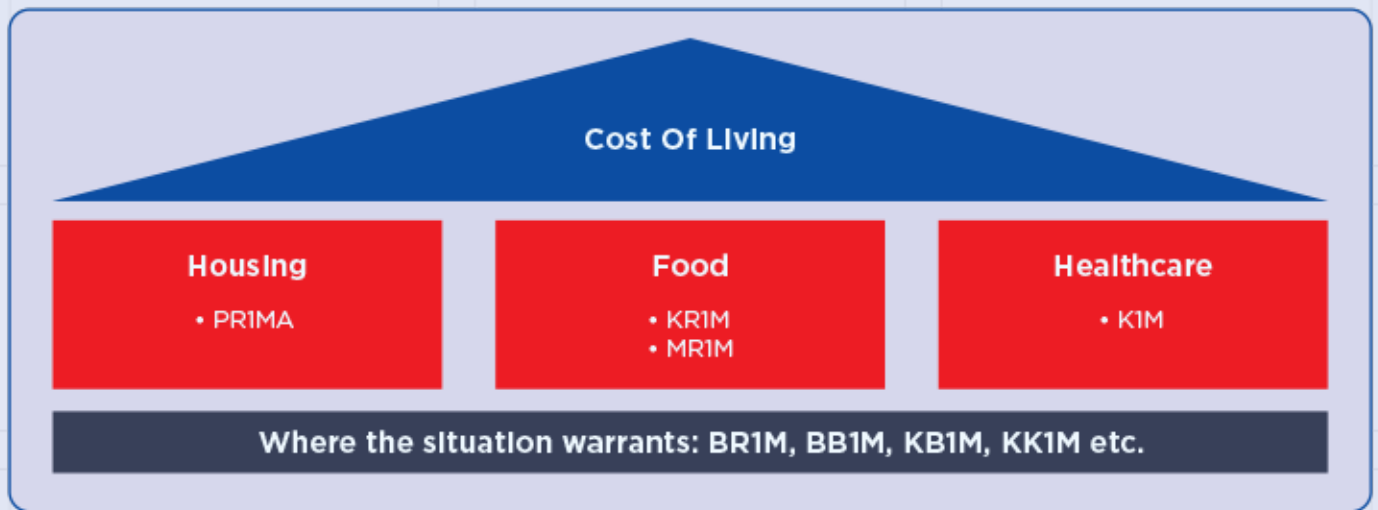 Cost Of Living
Housing
• PR1MA
Food
• KR1M
• MR1M
Healthcare
• K1M
Where the situation warrants: BR1M, BB1M, KB1M, KK1M etc.